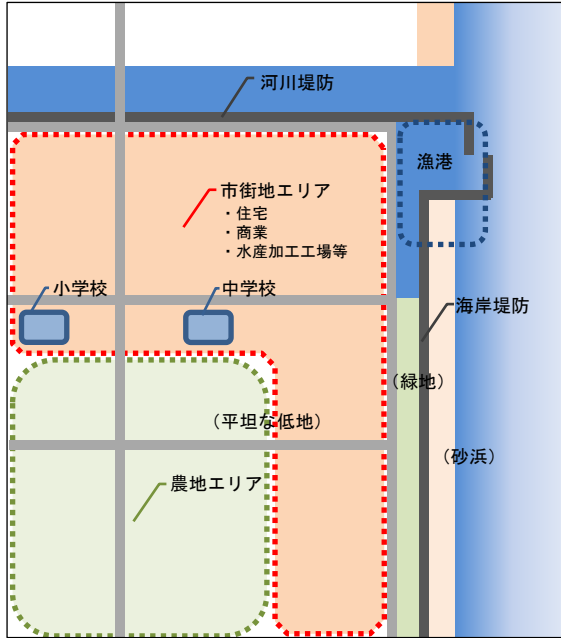 河川堤防
漁港
市街地エリア
・住宅
・商業
・水産加工工場等
小学校
中学校
海岸堤防
（緑地）
（平坦な低地）
（砂浜）
農地エリア